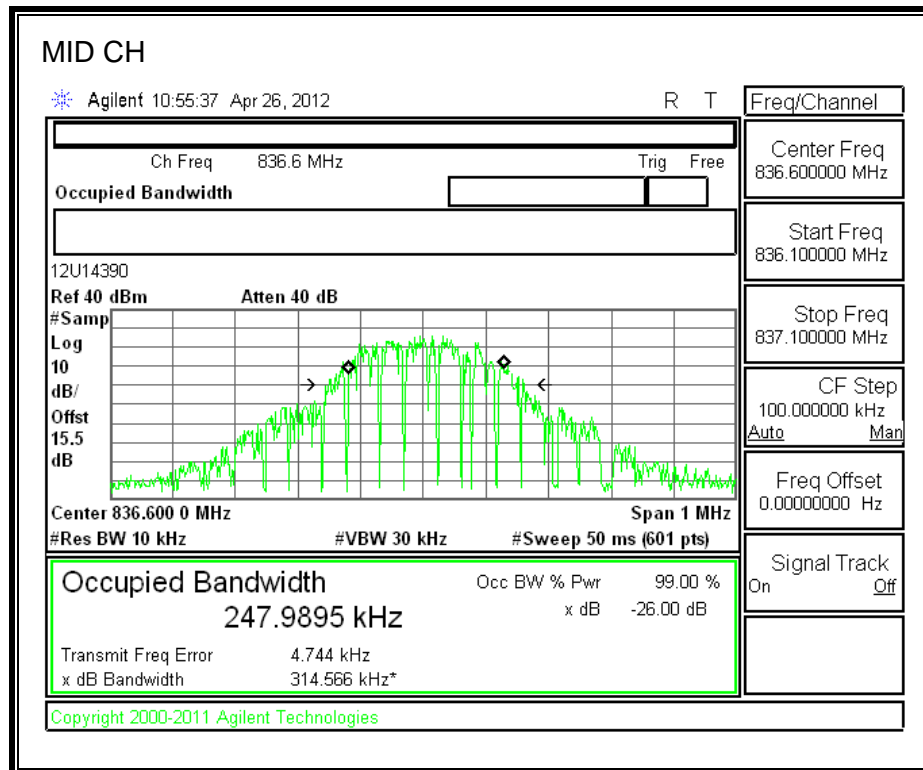 MID CH
Agilent 10:55:37 Apr 26, 2012 R T
Freq/Channel
Ch Freq 836.6 MHz Trig Free
Occupied Bandwidth
Center Freq
836.600000 MHz
Start Freq
836.100000 MHz
12U14390
Ref 40 dBm Atten 40 dB
#Samp
Log
10
dB/
Offst
15.5
dB
Stop Freq
837.100000 MHz
CF Step
100.000000 kHz
Auto Man
Freq Offset
0.00000000 Hz
Center 836.600 0 MHz Span 1 MHz
#Res BW 10 kHz #VBW 30 kHz #Sweep 50 ms (601 pts)
Signal Track
On Off
Occupied Bandwidth Occ BW % Pwr 99.00 %
247.9895 kHz x dB -26.00 dB
Transmit Freq Error 4.744 kHz
x dB Bandwidth 314.566 kHz*
Copyright 2000-2011 Agilent Technologies